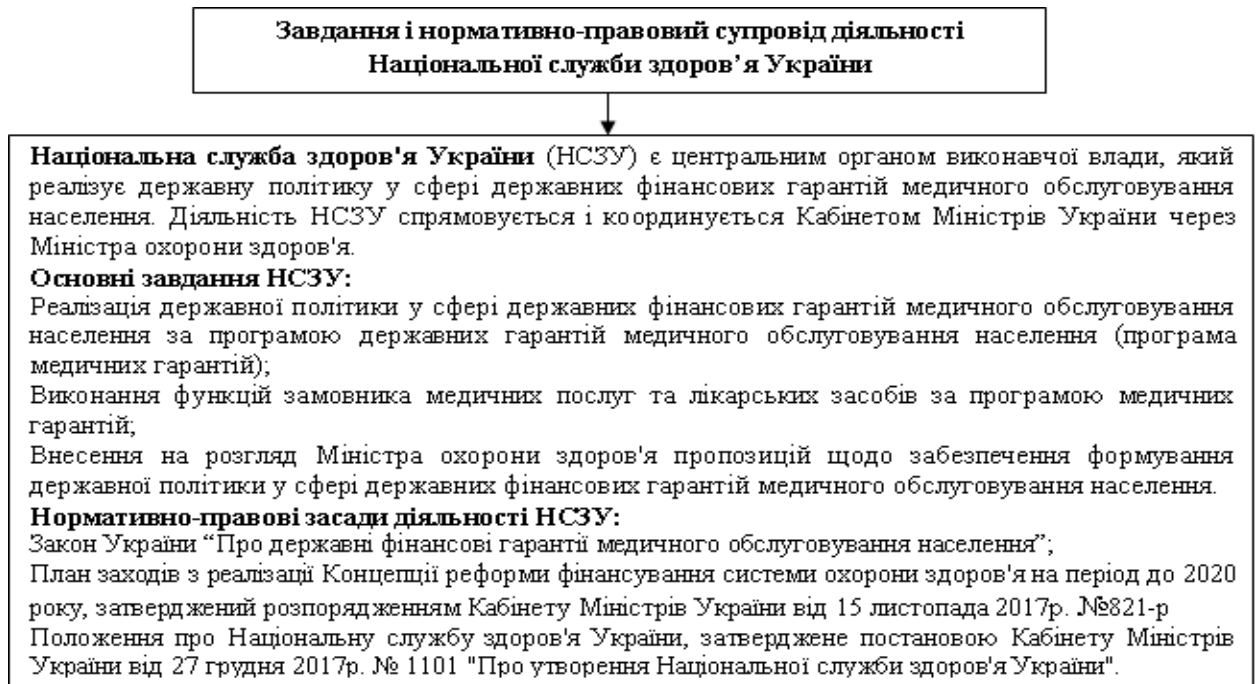 Завдання і нормативно-правовий супровід діяльності
Національної служби здоров’я України
Національна служба здоров'я України (НСЗУ) є центральним органом виконавчої влади, який
реалізує державну політику у сфері державних фінансових гарантій медичного обслуговування
населення. Діяльність НСЗУ спрямовується і координується Кабінетом Міністрів України через
Міністра охорони здоров'я.
Основні завдання НСЗУ:
Реалізація державної політики у сфері державних фінансових гарантій медичного обслуговування
населення за програмою державних гарантій медичного обслуговування населення (програма
медичних гарантій);
Виконання функцій замовника медичних послуг та лікарських засобів за програмою медичних
гарантій;
Внесення на розгляд Міністра охорони здоров'я пропозицій щодо забезпечення формування
державної політики у сфері державних фінансових гарантій медичного обслуговування населення.
Нормативно-правові засади діяльності НСЗУ:
Закон України “Про державні фінансові гарантії медичного обслуговування населення”;
План заходів з реалізації Концепції реформи фінансування системи охорони здоров'я на період до 2020
року, затверджений розпорядженням Кабінету Міністрів України від 15 листопада 2017р. №821-р
Положення про Національну службу здоров'я України, затверджене постановою Кабінету Міністрів
України від 27 грудня 2017р. № 1101 "Про утворення Національної служби здоров'я України".